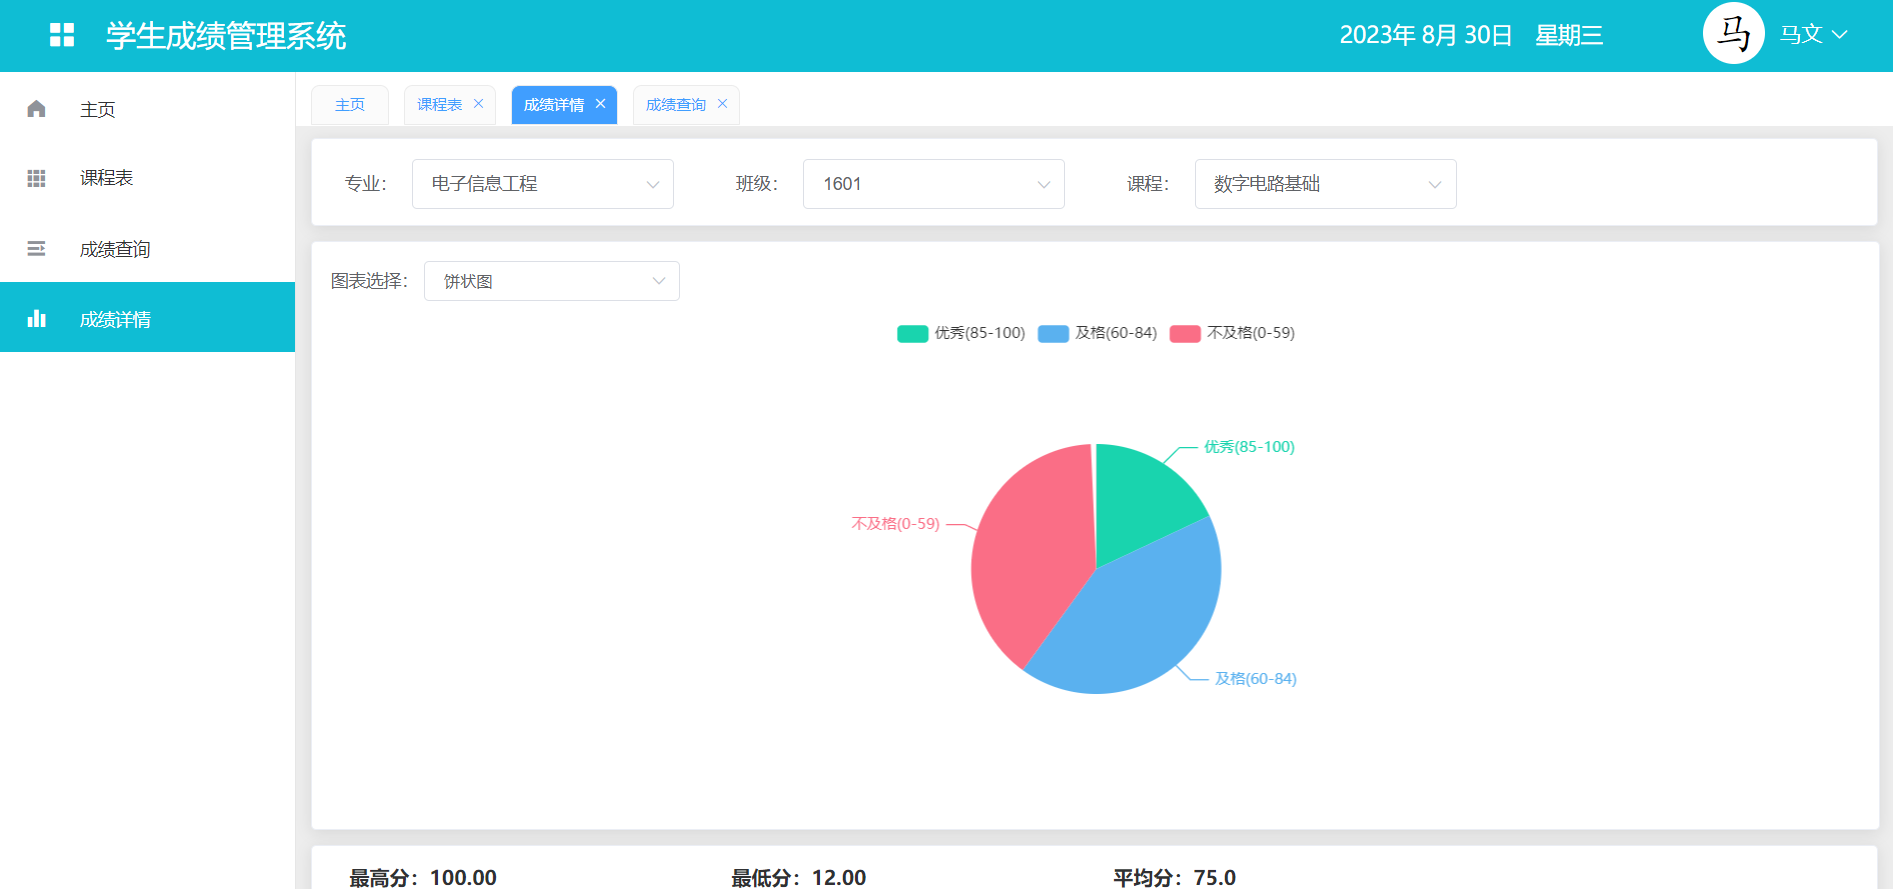 学生成绩管理系统
2023年 8月 30日 星期三
马
马文
主页
课程表
成绩查询
成绩详情
主页 课程表 成绩详情 成绩查询
专业： 电子信息工程 班级： 1601 课程： 数字电路基础
图表选择： 饼状图
优秀(85-100) 及格(60-84) 不及格(0-59)
优秀(85-100)
不及格(0-59)
及格(60-84)
最高分：100.00 最低分：12.00 平均分：75.0